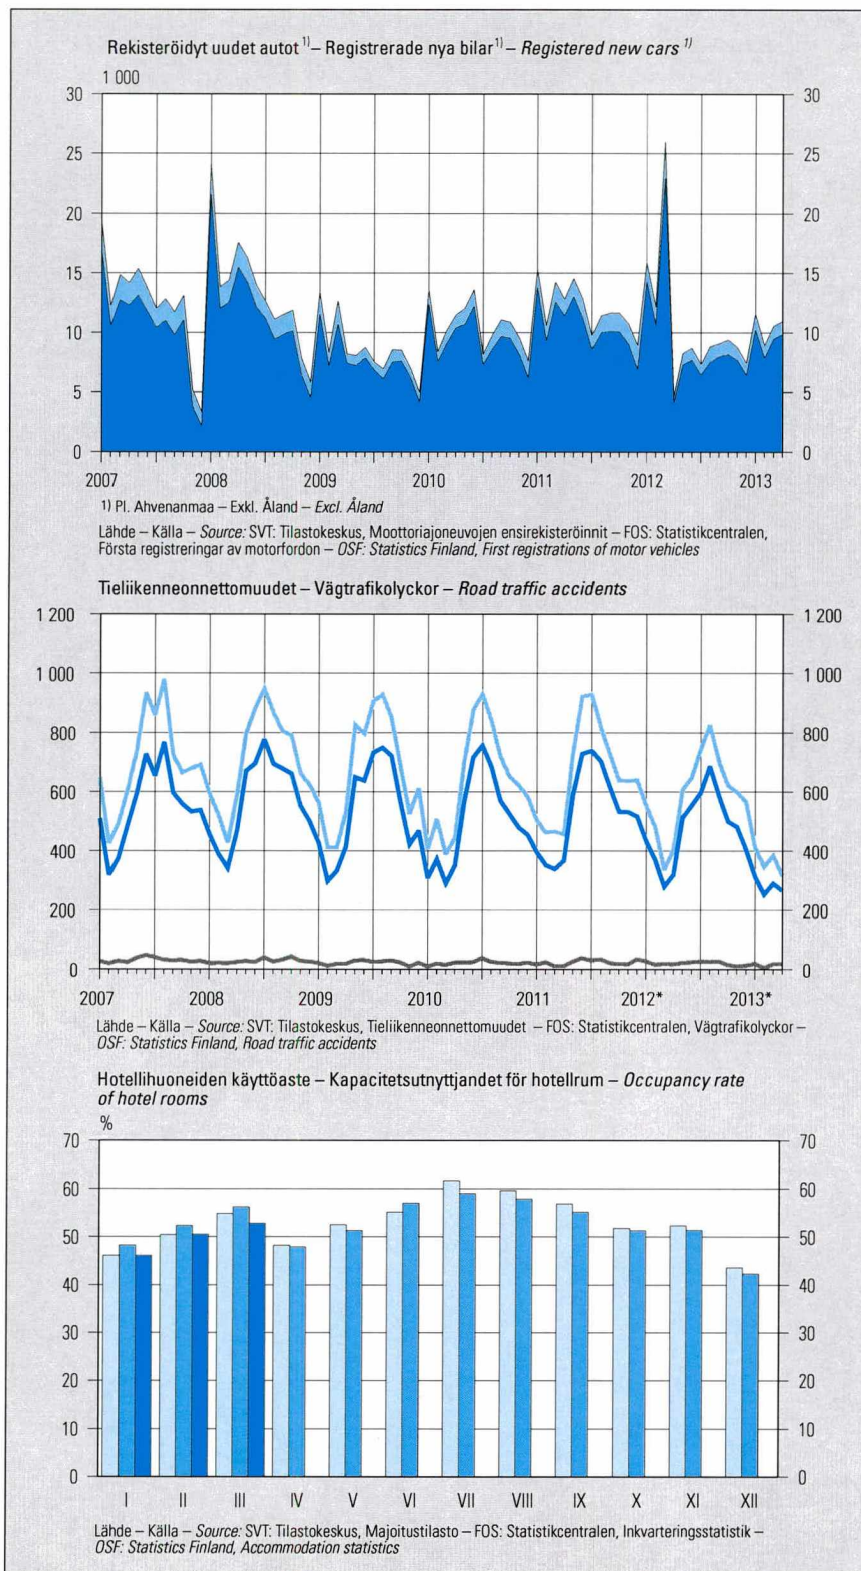 Rekisteröidyt uudet autot ¹⁾ – Registrerade nya bilar ¹⁾ – Registered new cars ¹⁾
1 000
30 30
25 25
20 20
15 15
10 10
5 5
0 0
2007 2008 2009 2010 2011 2012 2013
¹⁾ Pl. Ahvenanmaa – Exkl. Åland – Excl. Åland
Lähde – Källa – Source: SVT: Tilastokeskus, Moottoriajoneuvojen ensirekisteröinnit – FOS: Statistikcentralen,
Första registreringar av motorfordon – OSF: Statistics Finland, First registrations of motor vehicles
Tieliikenneonnettomuudet – Vägtrafikolyckor – Road traffic accidents
1 200 1 200
1 000 1 000
800 800
600 600
400 400
200 200
0 0
2007 2008 2009 2010 2011 2012* 2013*
Lähde – Källa – Source: SVT: Tilastokeskus, Tieliikenneonnettomuudet – FOS: Statistikcentralen, Vägtrafikolyckor –
OSF: Statistics Finland, Road traffic accidents
Hotellihuoneiden käyttöaste – Kapacitetsutnyttjandet för hotellrum – Occupancy rate
of hotel rooms
%
70 70
60 60
50 50
40 40
30 30
20 20
10 10
0 0
I II III IV V VI VII VIII IX X XI XII
Lähde – Källa – Source: SVT: Tilastokeskus, Majoitustilasto – FOS: Statistikcentralen, Inkvarteringsstatistik –
OSF: Statistics Finland, Accommodation statistics